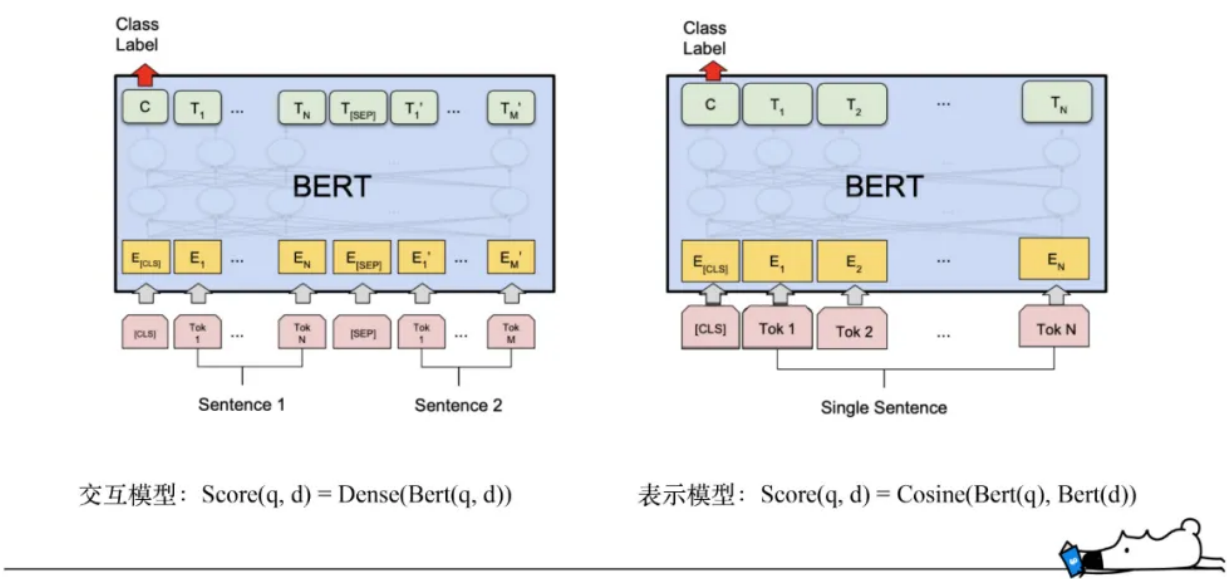 Class
Label
C T1 ... TN T[SEP] T1' ... TM'
...
BERT
...
E[CLS] E1 ... EN E[SEP] E1' ... EM'
[CLS] Tok 1 ... Tok N [SEP] Tok 1 ... Tok M
Sentence 1 Sentence 2
交互模型：Score(q, d) = Dense(Bert(q, d))
Class
Label
C T1 T2 ... TN
...
BERT
...
E[CLS] E1 E2 ... EN
[CLS] Tok 1 Tok 2 ... Tok N
Single Sentence
表示模型：Score(q, d) = Cosine(Bert(q), Bert(d))